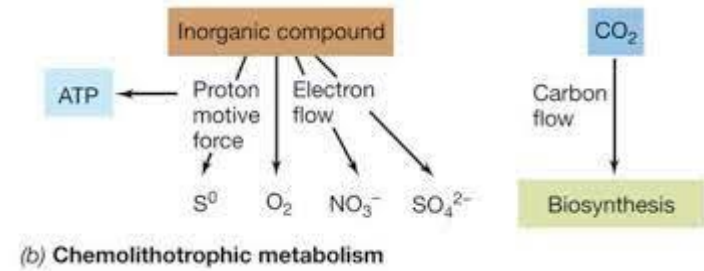 Inorganic compound
CO₂
ATP
Proton
motive
force
Electron
flow
Carbon
flow
S⁰
O₂
NO₃⁻
SO₄²⁻
Biosynthesis
(b) Chemolithotrophic metabolism